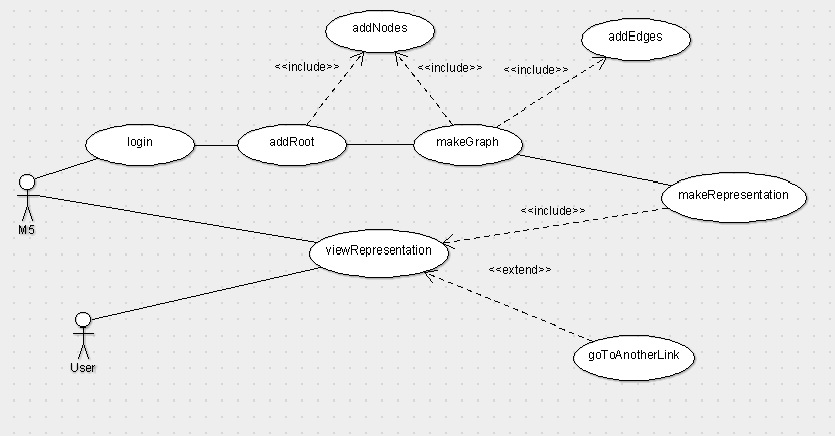 addNodes
addEdges
<<include>>
<<include>>
<<include>>
login
addRoot
makeGraph
makeRepresentation
M5
<<include>>
viewRepresentation
<<extend>>
goToAnotherLink
User